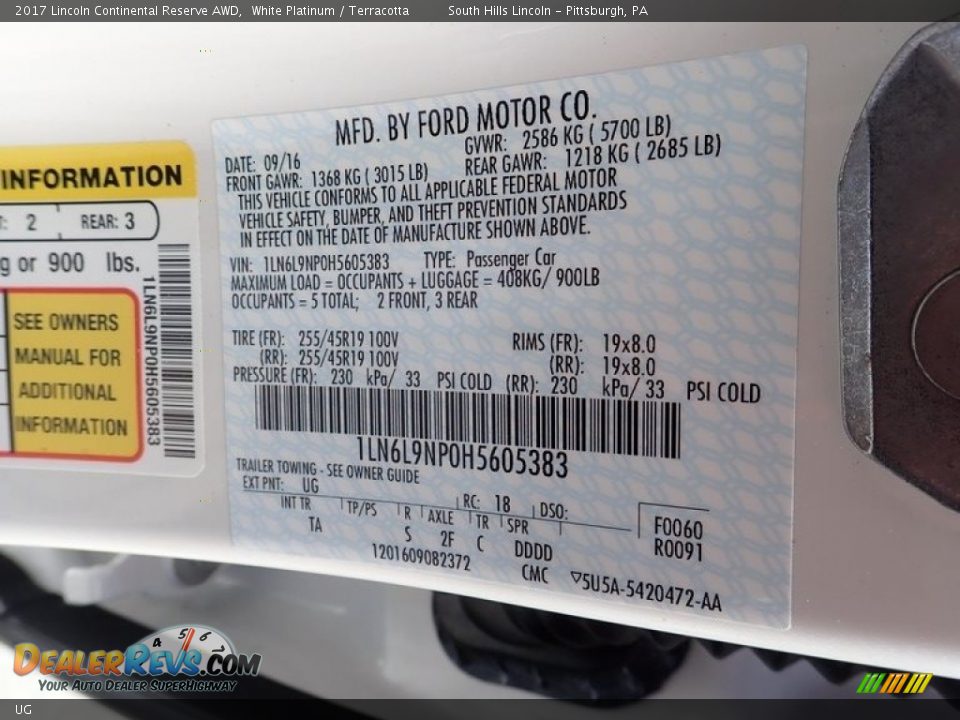 2017 Lincoln Continental Reserve AWD, White Platinum / Terracotta South Hills Lincoln - Pittsburgh, PA
INFORMATION
2 REAR: 3
g or 900 lbs.
SEE OWNERS
MANUAL FOR
ADDITIONAL
INFORMATION
1LN6L9NP0H5605383
MFD. BY FORD MOTOR CO.
DATE: 09/16 GVWR: 2586 KG ( 5700 LB)
FRONT GAWR: 1368 KG ( 3015 LB) REAR GAWR: 1218 KG ( 2685 LB)
THIS VEHICLE CONFORMS TO ALL APPLICABLE FEDERAL MOTOR
VEHICLE SAFETY, BUMPER, AND THEFT PREVENTION STANDARDS
IN EFFECT ON THE DATE OF MANUFACTURE SHOWN ABOVE.
VIN: 1LN6L9NP0H5605383 TYPE: Passenger Car
MAXIMUM LOAD = OCCUPANTS + LUGGAGE = 408KG/ 900LB
OCCUPANTS = 5 TOTAL; 2 FRONT, 3 REAR
TIRE (FR): 255/45R19 100V RIMS (FR): 19x8.0
(RR): 255/45R19 100V (RR): 19x8.0
PRESSURE (FR): 230 kPa/ 33 PSI COLD (RR): 230 kPa/ 33 PSI COLD
1LN6L9NP0H5605383
TRAILER TOWING - SEE OWNER GUIDE
EXT PNT: UG RC: 18 DSO:
INT TR TP/PS R AXLE TR SPR F0060
TA S 2F C DDDD R0091
1201609082372 CMC ▽5U5A-5420472-AA
4 5 6
DEALERREVS.COM
YOUR AUTO DEALER SUPERHIGHWAY
UG